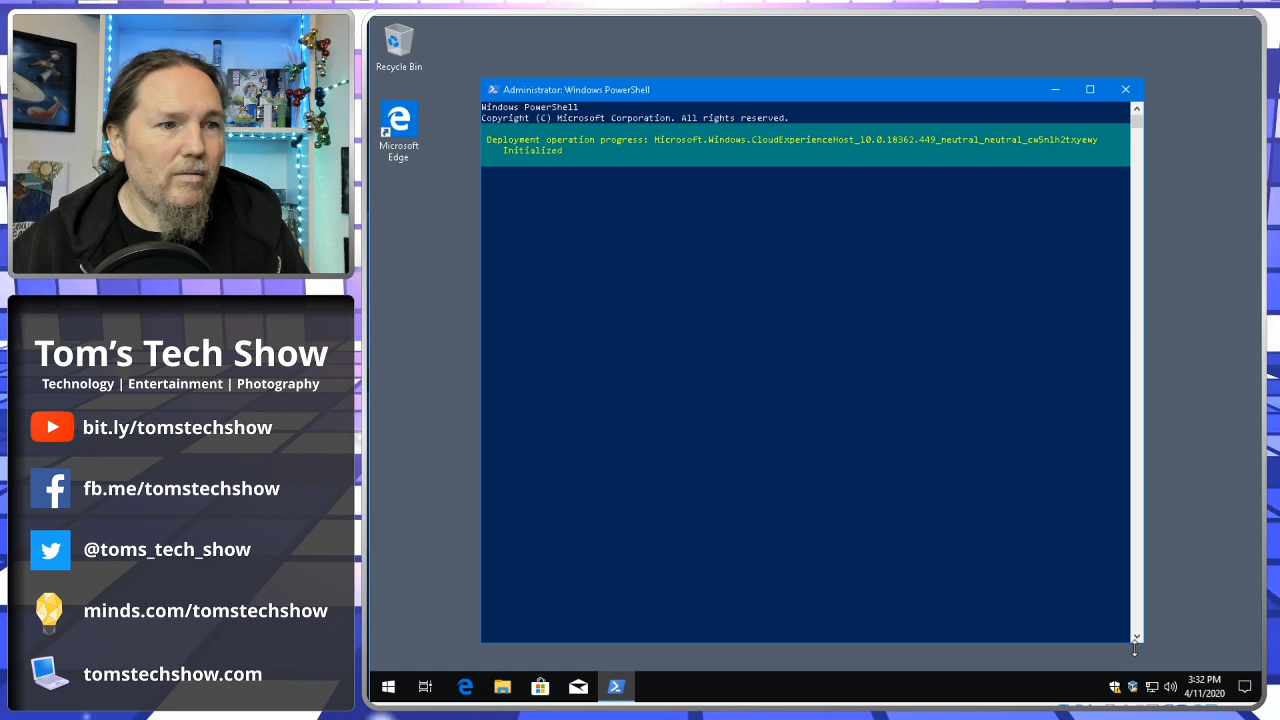 Tom's Tech Show
Technology | Entertainment | Photography
bit.ly/tomstechshow
fb.me/tomstechshow
@toms_tech_show
minds.com/tomstechshow
tomstechshow.com
Recycle Bin
Microsoft
Edge
Administrator: Windows PowerShell
Windows PowerShell
Copyright (C) Microsoft Corporation. All rights reserved.
Deployment operation progress: Microsoft.Windows.CloudExperienceHost_10.0.18362.449_neutral_neutral_cw5n1h2txyewy
Initialized
3:32 PM
4/11/2020